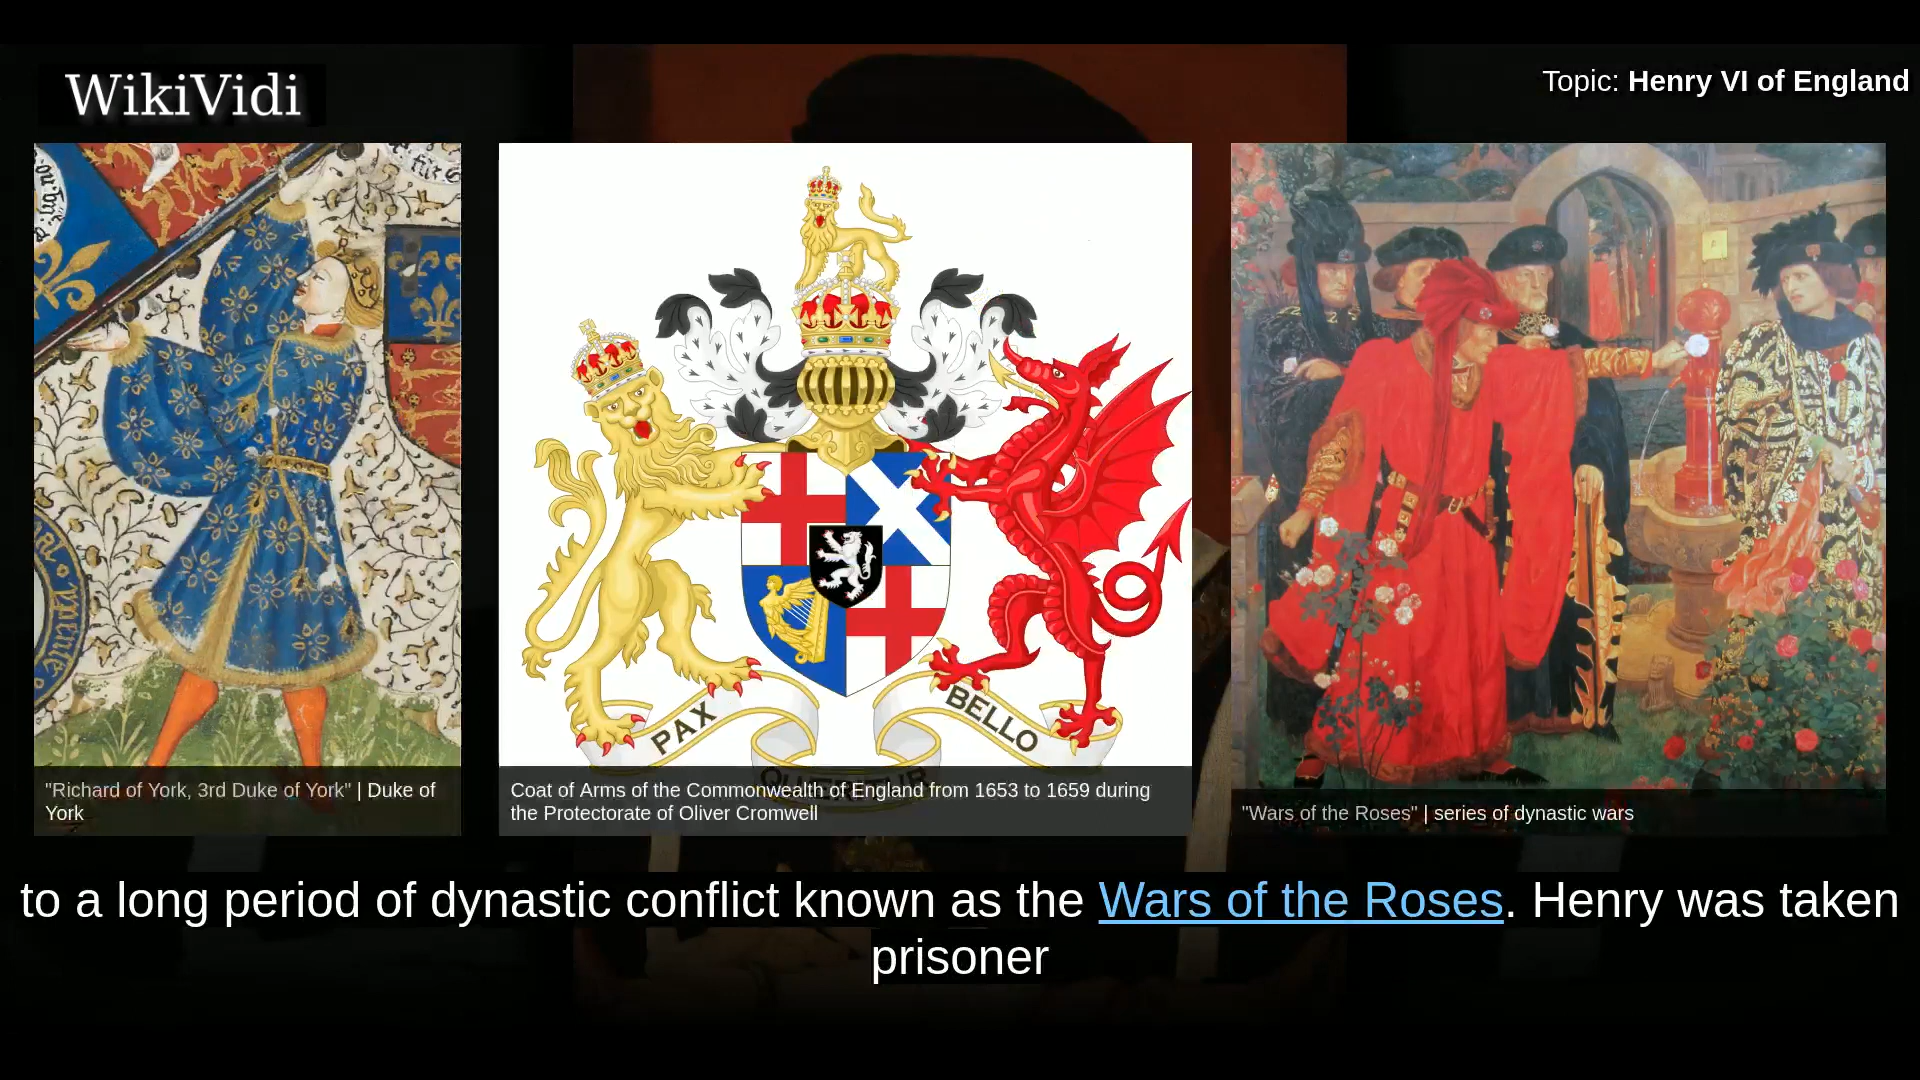 WikiVidi
Topic: Henry VI of England
PAX
BELLO
"Richard of York, 3rd Duke of York" | Duke of
York
Coat of Arms of the Commonwealth of England from 1653 to 1659 during
the Protectorate of Oliver Cromwell
"Wars of the Roses" | series of dynastic wars
to a long period of dynastic conflict known as the Wars of the Roses. Henry was taken
prisoner